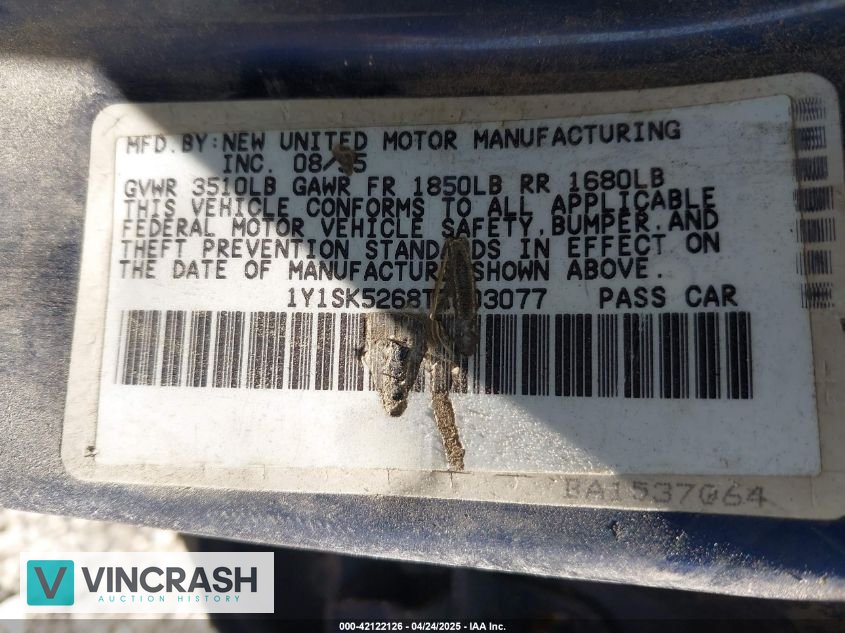 MFD. BY: NEW UNITED MOTOR MANUFACTURING
INC.
GVWR 3510LB GAWR FR 1850LB RR 1680LB
THIS VEHICLE CONFORMS TO ALL APPLICABLE
FEDERAL MOTOR VEHICLE SAFETY, BUMPER, AND
THEFT PREVENTION STANDARDS IN EFFECT ON
THE DATE OF MANUFACTURE SHOWN ABOVE.
PASS CAR
BA1537064
VINCRASH
AUCTION HISTORY
000-42122126 - 04/24/2025 - IAA Inc.